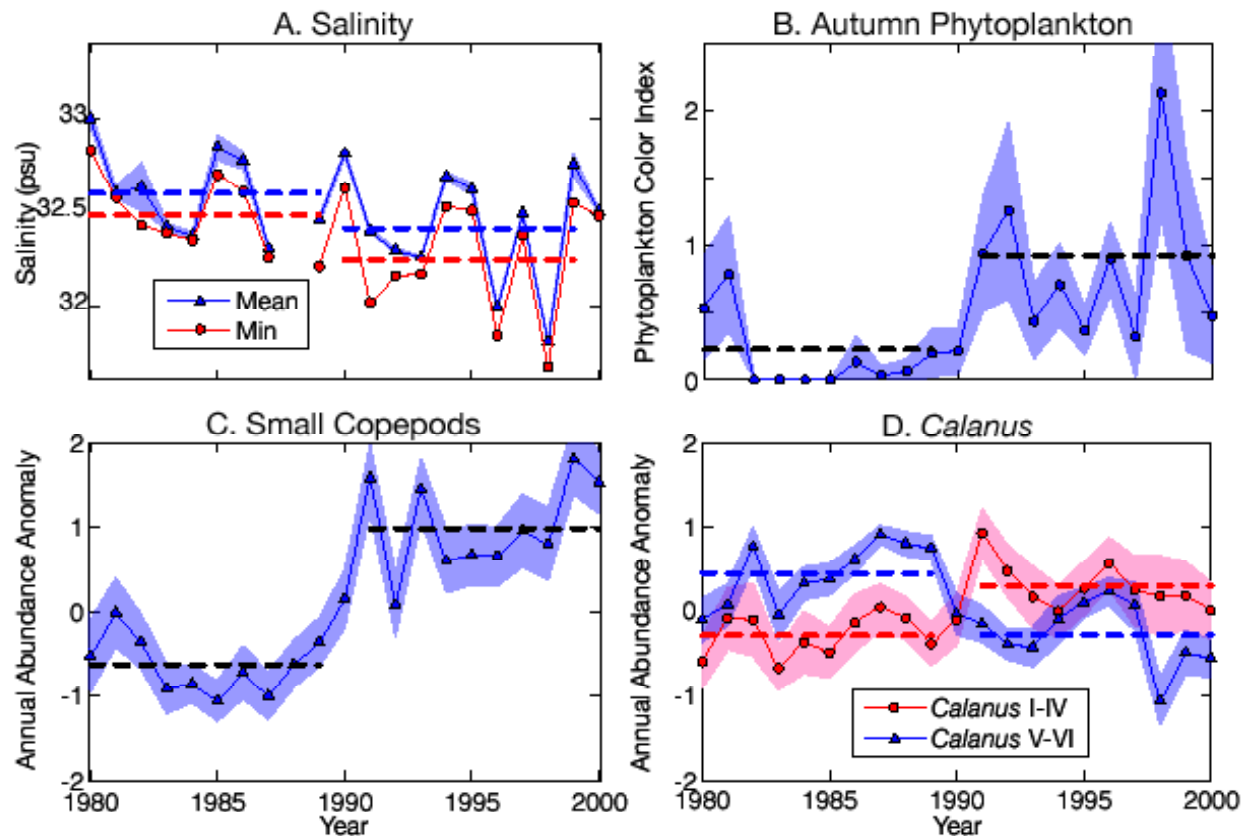 A. Salinity
B. Autumn Phytoplankton
Salinity (psu)
33
32.5
32
Mean
Min
Phytoplankton Color Index
2
1
0
C. Small Copepods
D. Calanus
Annual Abundance Anomaly
2
1
0
-1
-2
1980 1985 1990 1995 2000
Year
Annual Abundance Anomaly
2
1
0
-1
-2
Calanus I-IV
Calanus V-VI
1980 1985 1990 1995 2000
Year